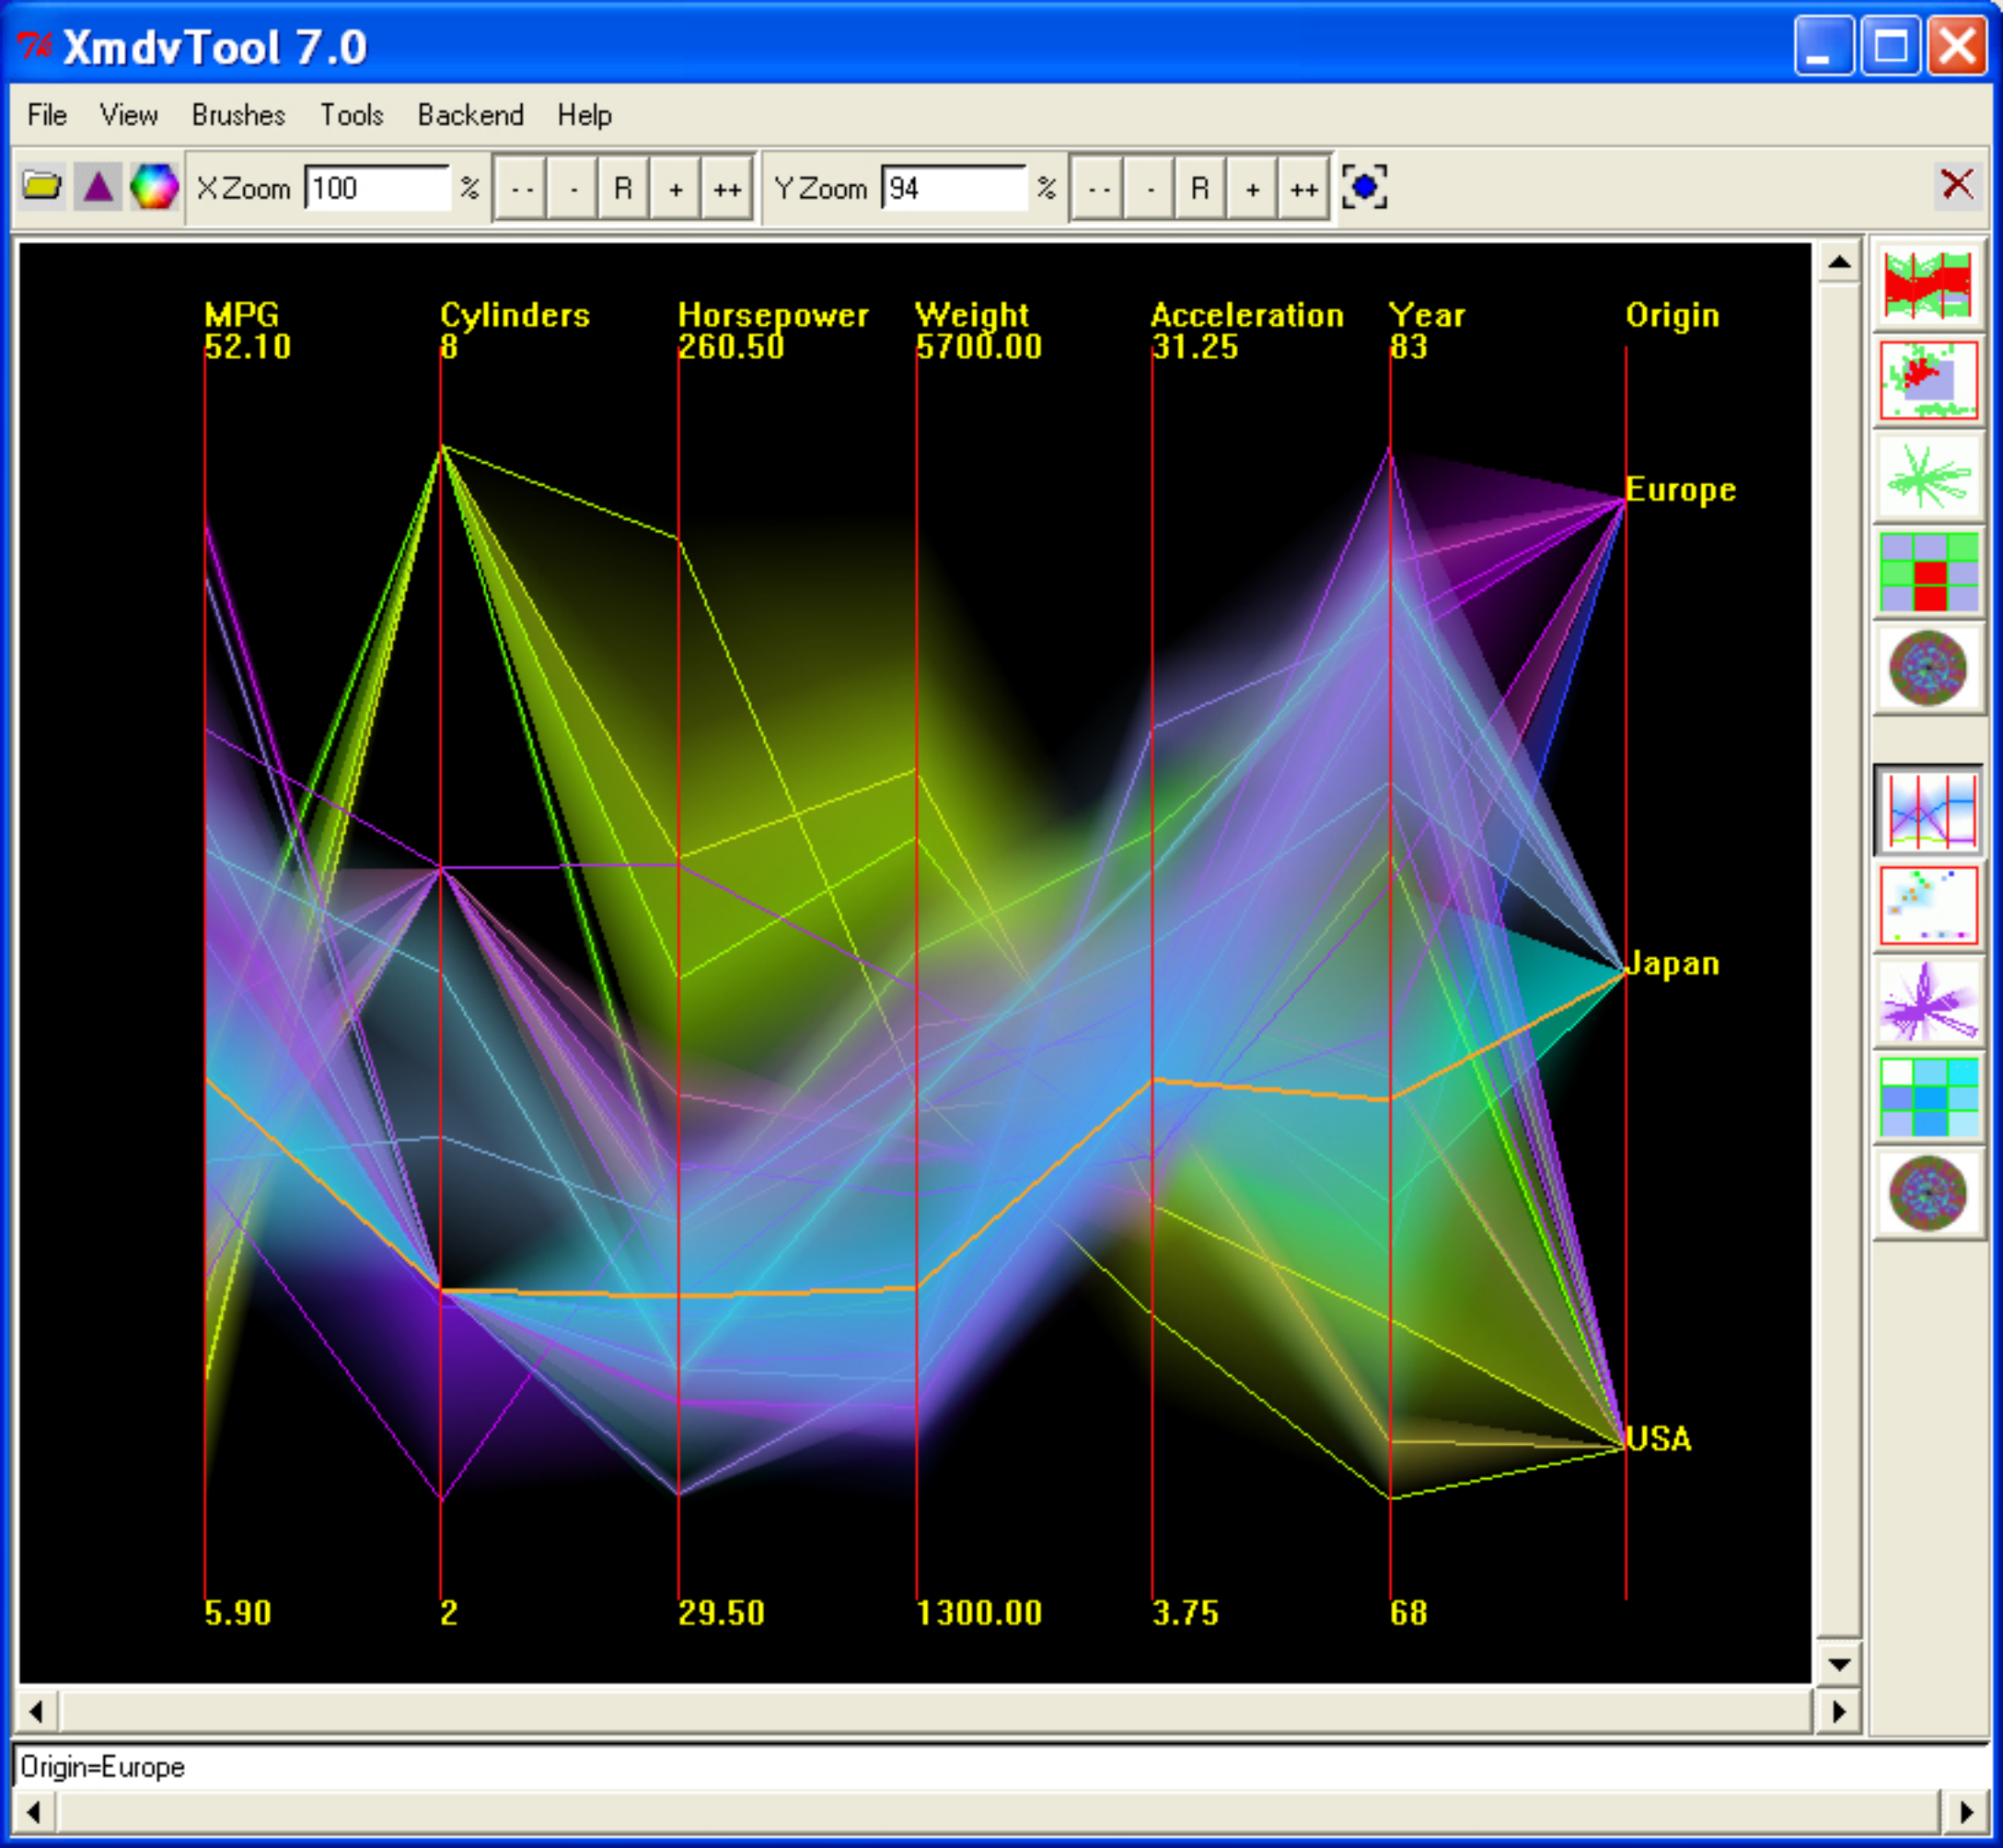 XmdvTool 7.0
File View Brushes Tools Backend Help
X Zoom 100 % -- - R + ++ Y Zoom 94 % -- - R + ++
MPG Cylinders Horsepower Weight Acceleration Year Origin
52.10 8 260.50 5700.00 31.25 83
Europe
Japan
USA
5.90 2 29.50 1300.00 3.75 68
Origin=Europe